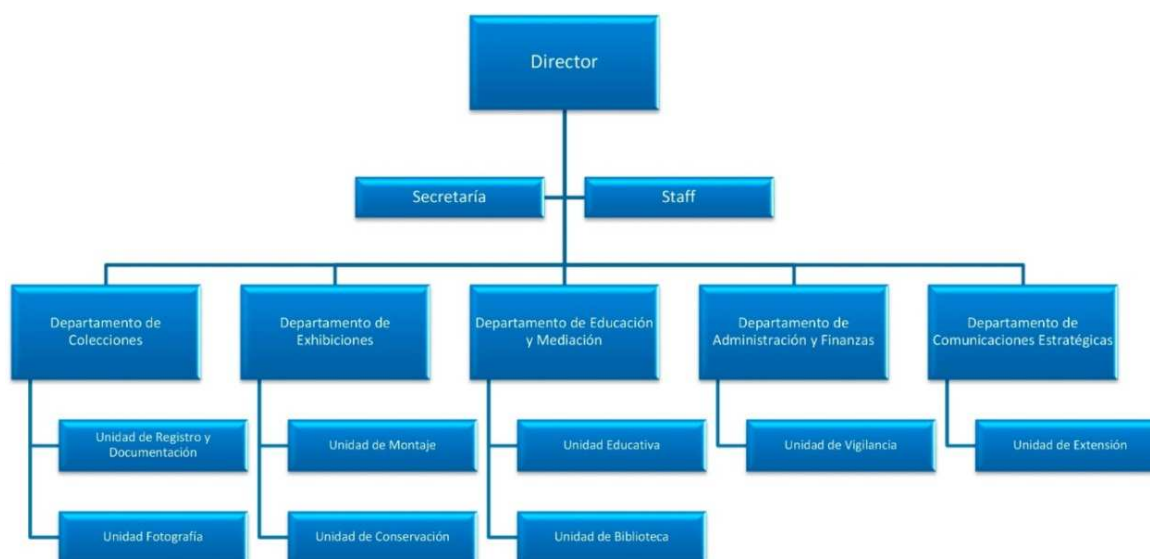 Director
Secretaría
Staff
Departamento de
Colecciones
Departamento de
Exhibiciones
Departamento de Educación
y Mediación
Departamento de
Administración y Finanzas
Departamento de
Comunicaciones Estratégicas
Unidad de Registro y
Documentación
Unidad de Montaje
Unidad Educativa
Unidad de Vigilancia
Unidad de Extensión
Unidad Fotografía
Unidad de Conservación
Unidad de Biblioteca